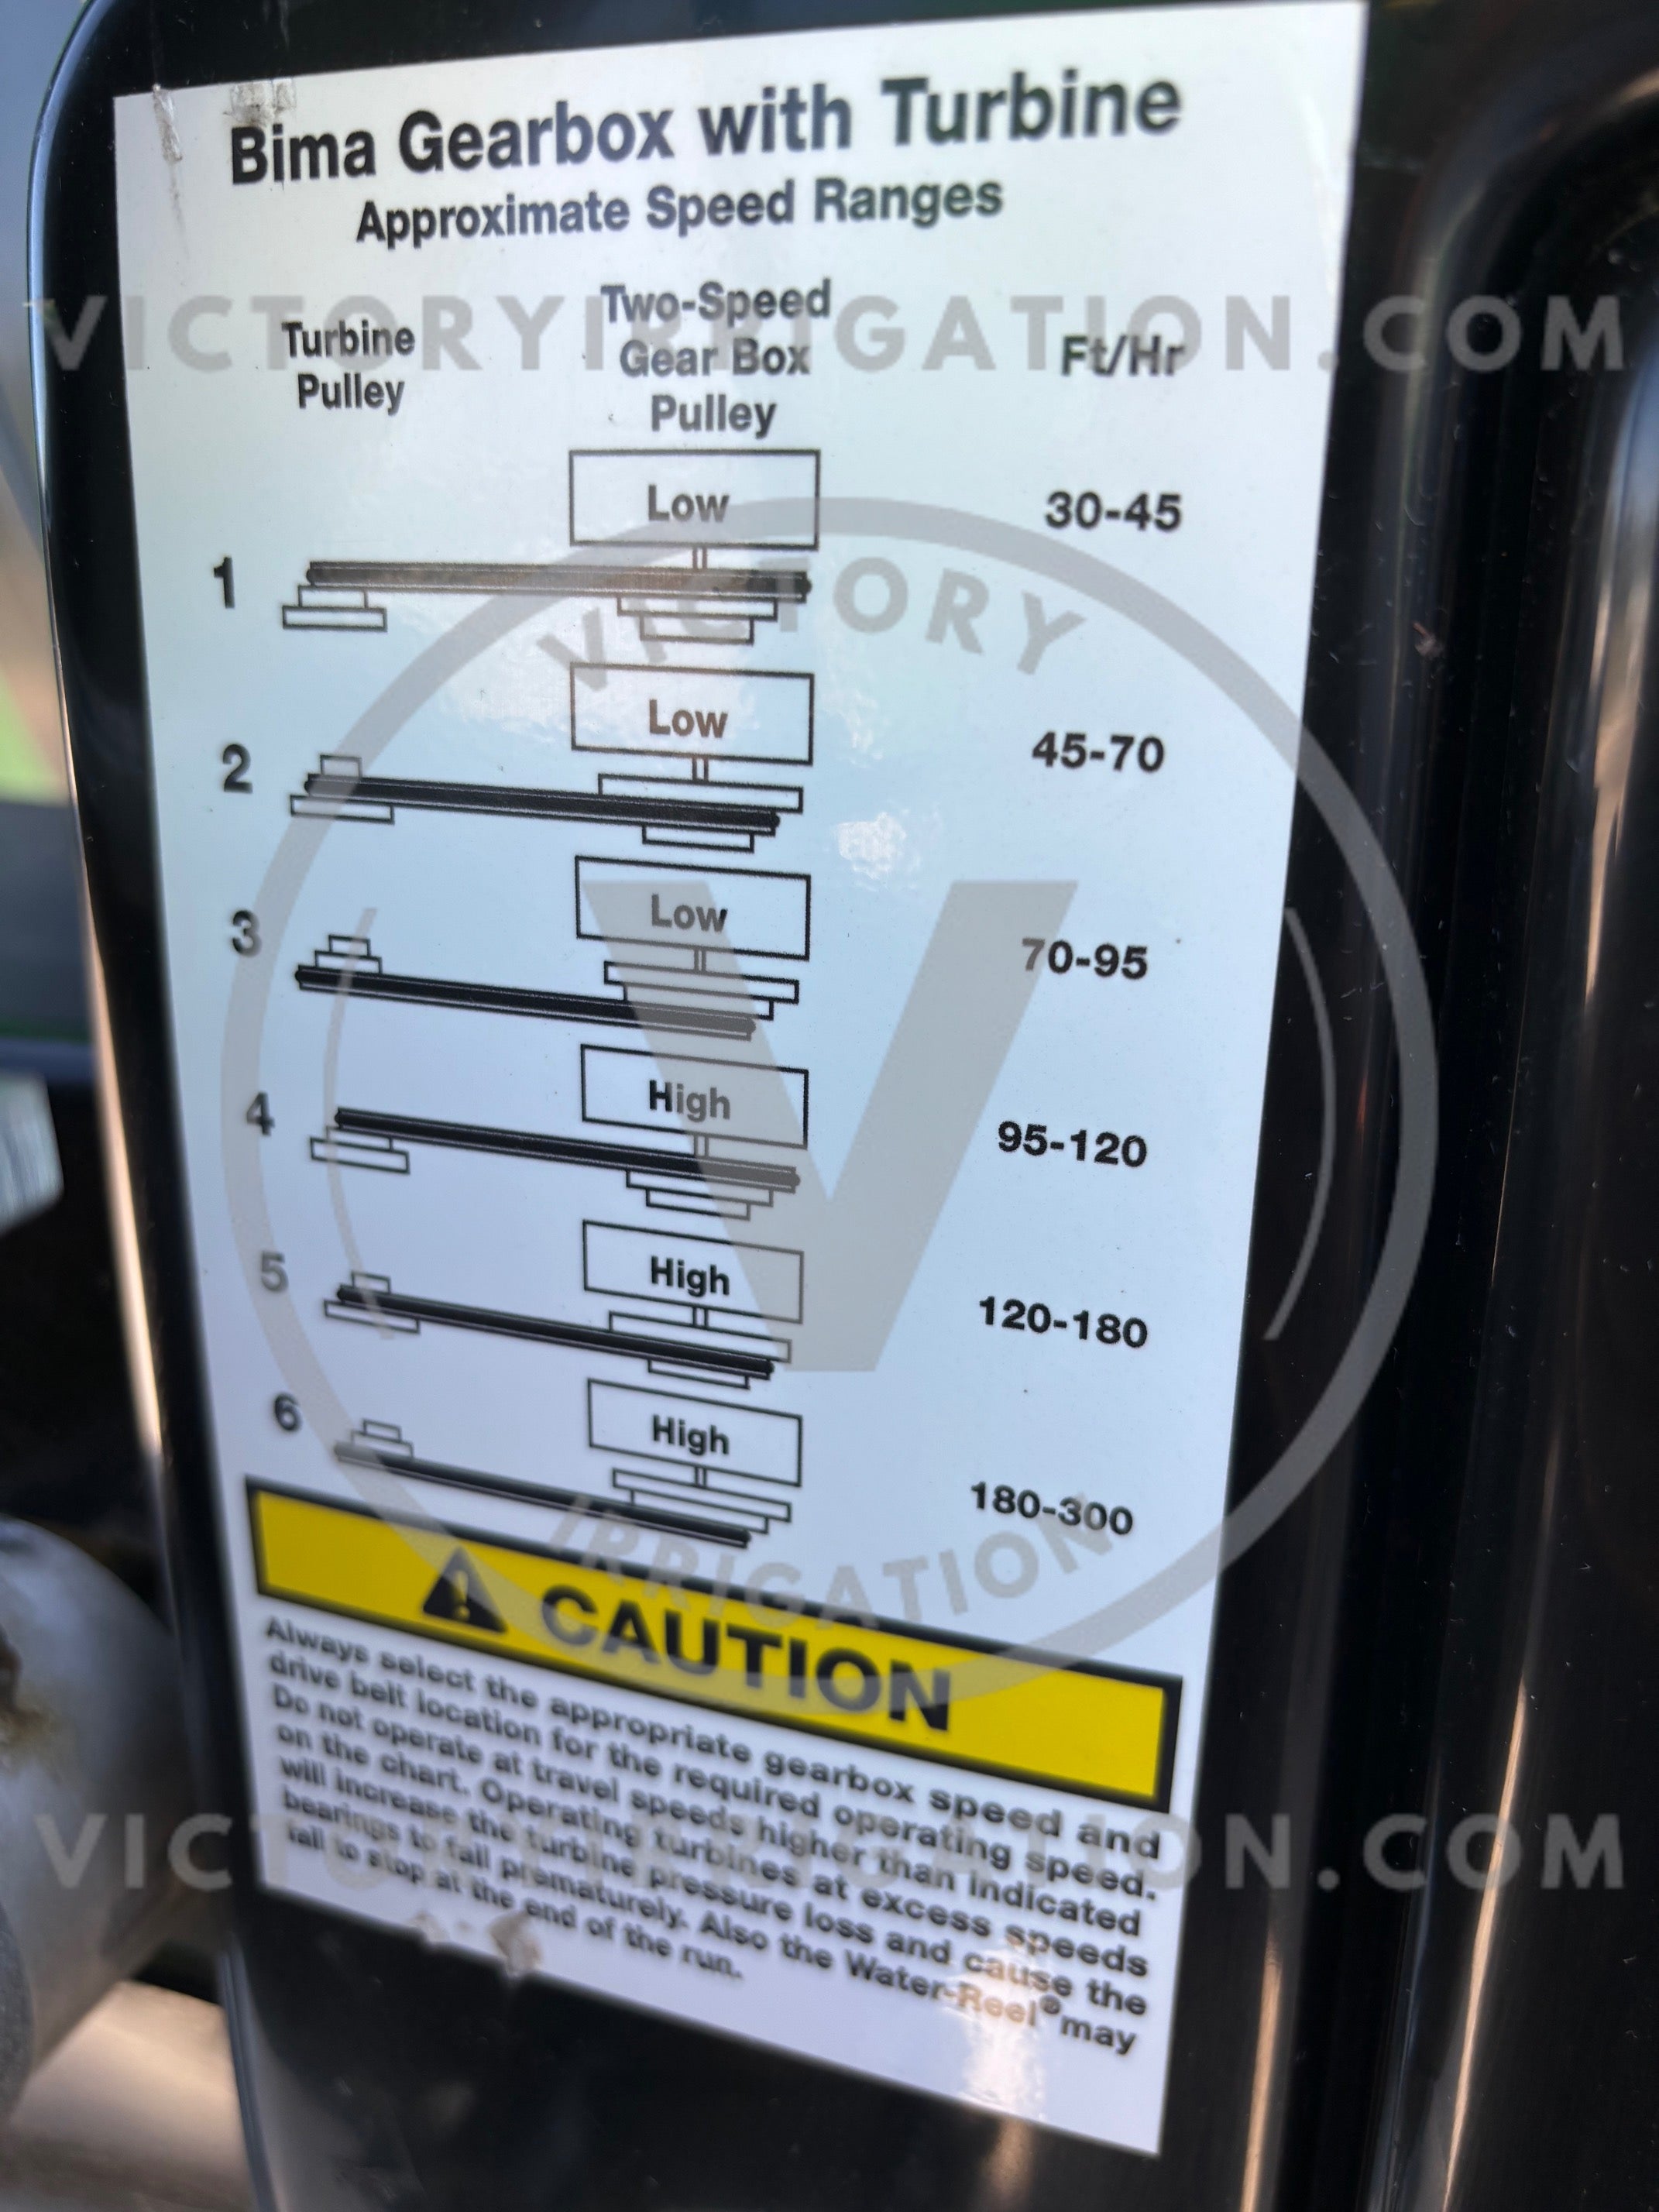 Bima Gearbox with Turbine
Approximate Speed Ranges
VICTORYIRRIGATION.COM
Turbine
Pulley
Two-Speed
Gear Box
Pulley
Ft/Hr
1 Low 30-45
VICTORY
2 Low 45-70
3 Low 70-95
V
4 High 95-120
5 High 120-180
6 High 180-300
IRRIGATION
CAUTION
Always select the appropriate gearbox speed and
drive belt location for the required operating speed.
Do not operate at travel speeds higher than indicated
on the chart. Operating turbines at excess speeds
will increase the turbine pressure loss and cause the
bearings to fail prematurely. Also the Water-Reel® may
fail to stop at the end of the run.
VICTORYIRRIGATION.COM